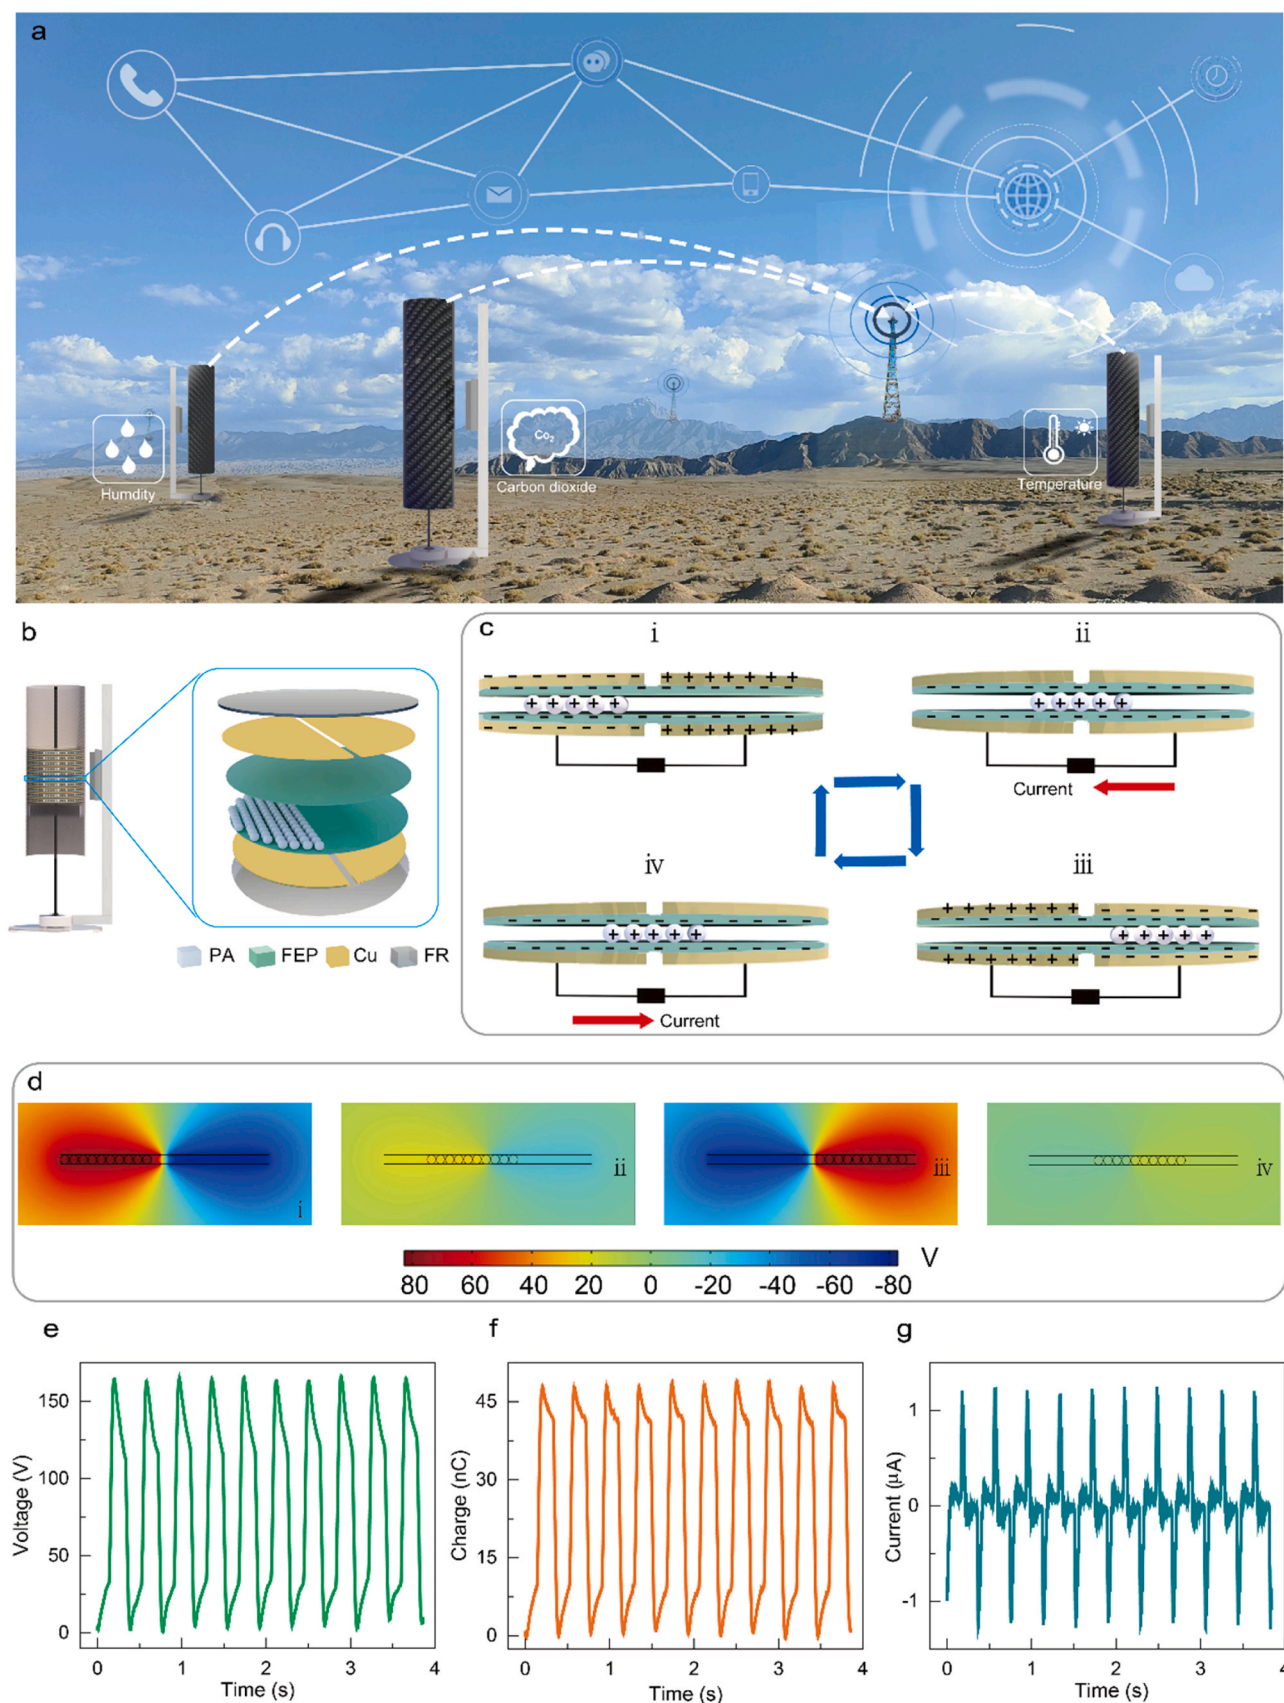 a
Co₂
Humdity
Carbon dioxide
Temperature
b
PA FEP Cu FR
c
i
ii
Current
iv
iii
Current
d
i
ii
iii
iv
80 60 40 20 0 -20 -40 -60 -80 V
e
Voltage (V)
150
100
50
0
0 1 2 3 4
Time (s)
f
Charge (nC)
45
30
15
0
0 1 2 3 4
Time (s)
g
Current (μA)
1
0
-1
0 1 2 3 4
Time (s)